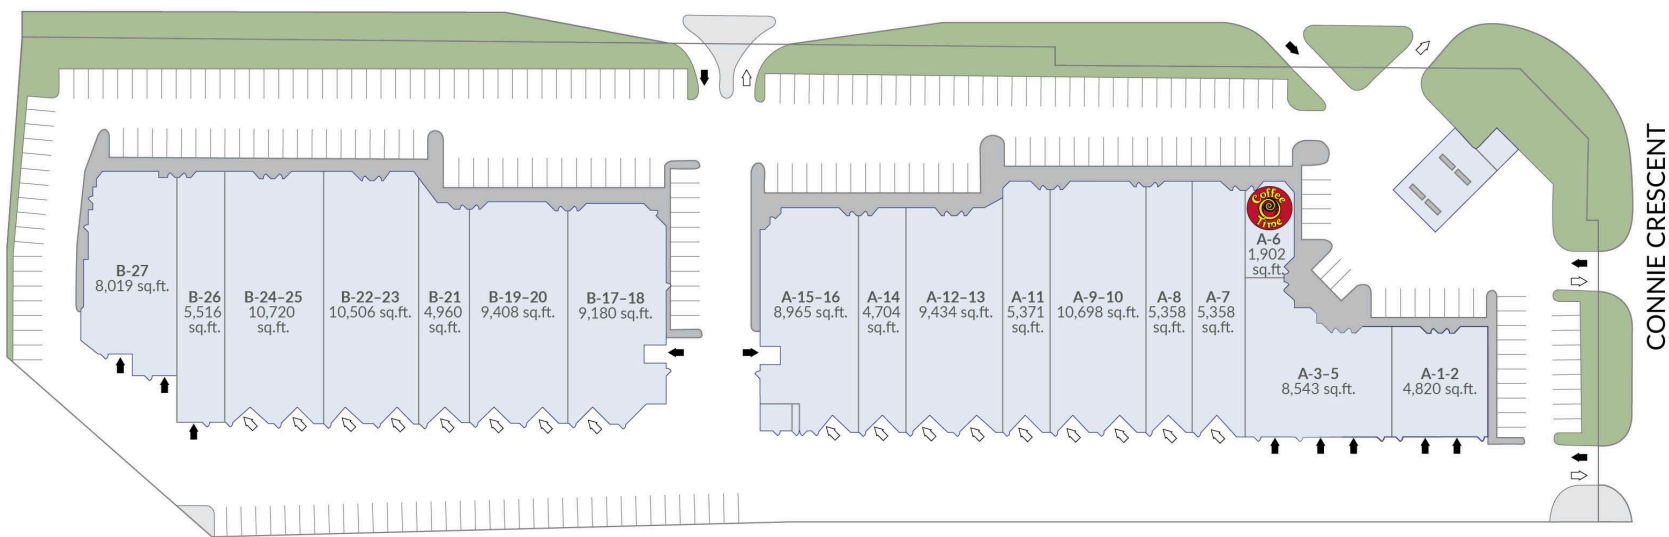 B-27
8,019 sq.ft.
B-26
5,516
sq.ft.
B-24–25
10,720
sq.ft.
B-22–23
10,506 sq.ft.
B-21
4,960
sq.ft.
B-19–20
9,408 sq.ft.
B-17–18
9,180 sq.ft.
A-15–16
8,965 sq.ft.
A-14
4,704
sq.ft.
A-12–13
9,434 sq.ft.
A-11
5,371
sq.ft.
A-9–10
10,698 sq.ft.
A-8
5,358
sq.ft.
A-7
5,358
sq.ft.
Coffee
Time
A-6
1,902
sq.ft.
A-3–5
8,543 sq.ft.
A-1-2
4,820 sq.ft.
CONNIE CRESCENT